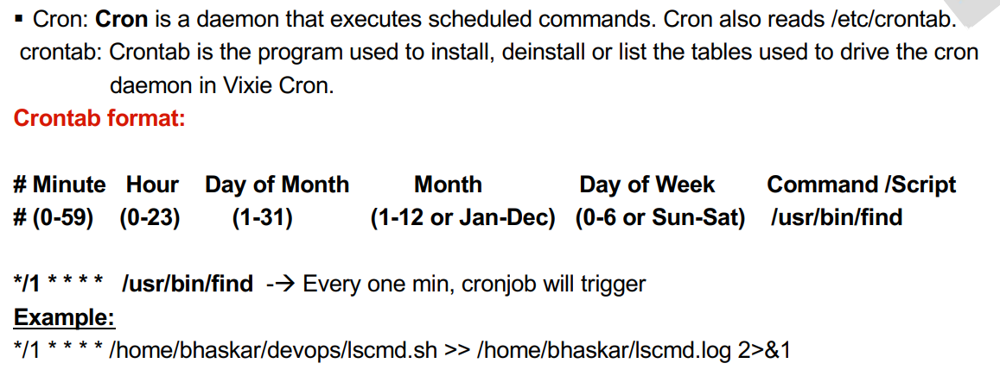 ▪ Cron: Cron is a daemon that executes scheduled commands. Cron also reads /etc/crontab.
crontab: Crontab is the program used to install, deinstall or list the tables used to drive the cron
daemon in Vixie Cron.
Crontab format:
# Minute Hour Day of Month Month Day of Week Command /Script
# (0-59) (0-23) (1-31) (1-12 or Jan-Dec) (0-6 or Sun-Sat) /usr/bin/find
*/1 * * * * /usr/bin/find -→ Every one min, cronjob will trigger
Example:
*/1 * * * * /home/bhaskar/devops/lscmd.sh >> /home/bhaskar/lscmd.log 2>&1